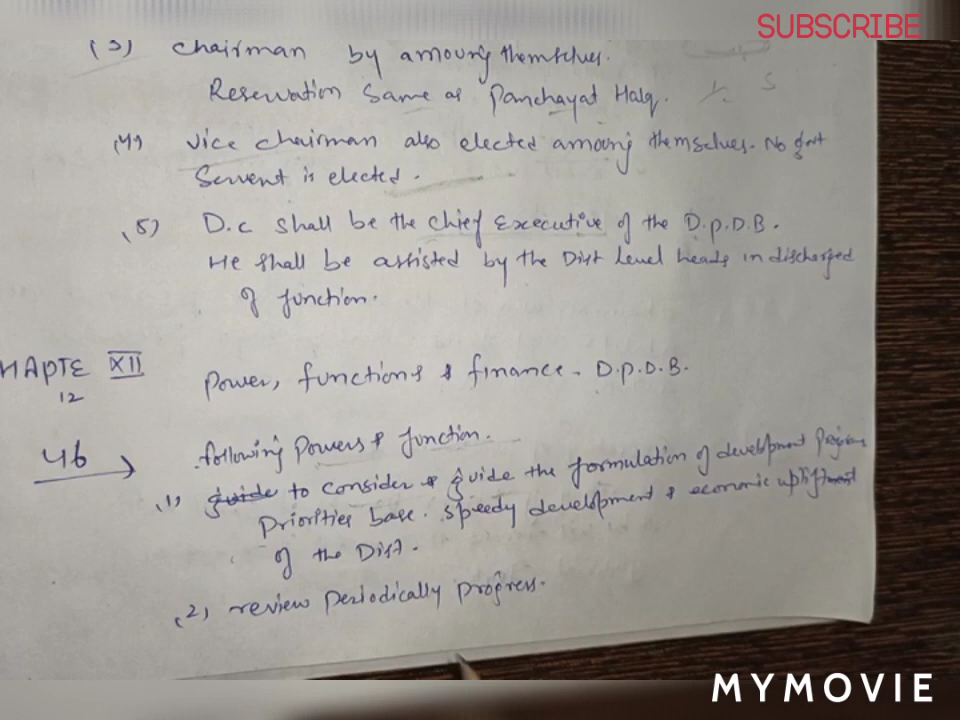 SUBSCRIBE
(3) Chairman by amoung themselves.
Reservation Same as Panchayat Halq.
(4) Vice Chairman also elected amoung themselves. No govt
Servent is elected.
(5) D.C shall be the Chief Executive of the D.P.D.B.
He shall be assisted by the Dist Level heads in discharged
of function.
HAPTE XII
12
Power, functions & finance - D.P.D.B.
46 → following Powers & function.
(1) guide to consider & guide the formulation of development
Priorities base. speedy development & economic upliftment
of the Dist.
(2) review periodically progress.
MYMOVIE